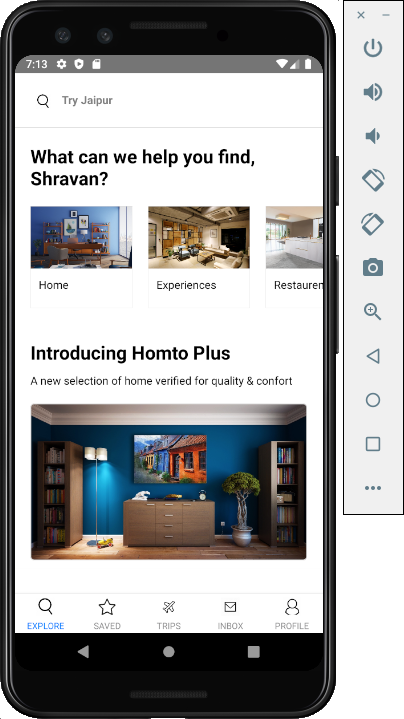 7:13
Try Jaipur
What can we help you find,
Shravan?
Home
Experiences
Restauren
Introducing Homto Plus
A new selection of home verified for quality & confort
EXPLORE
SAVED
TRIPS
INBOX
PROFILE